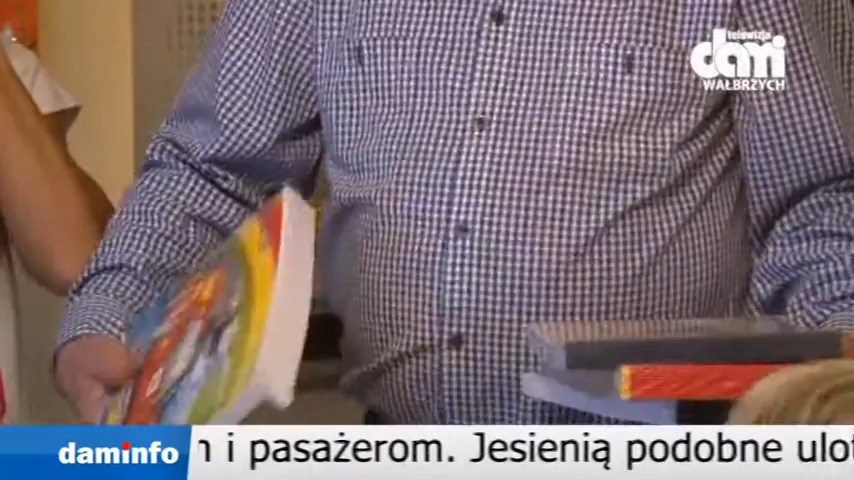 telewizja
dami
WAŁBRZYCH
daminfo
i pasażerom. Jesienią podobne